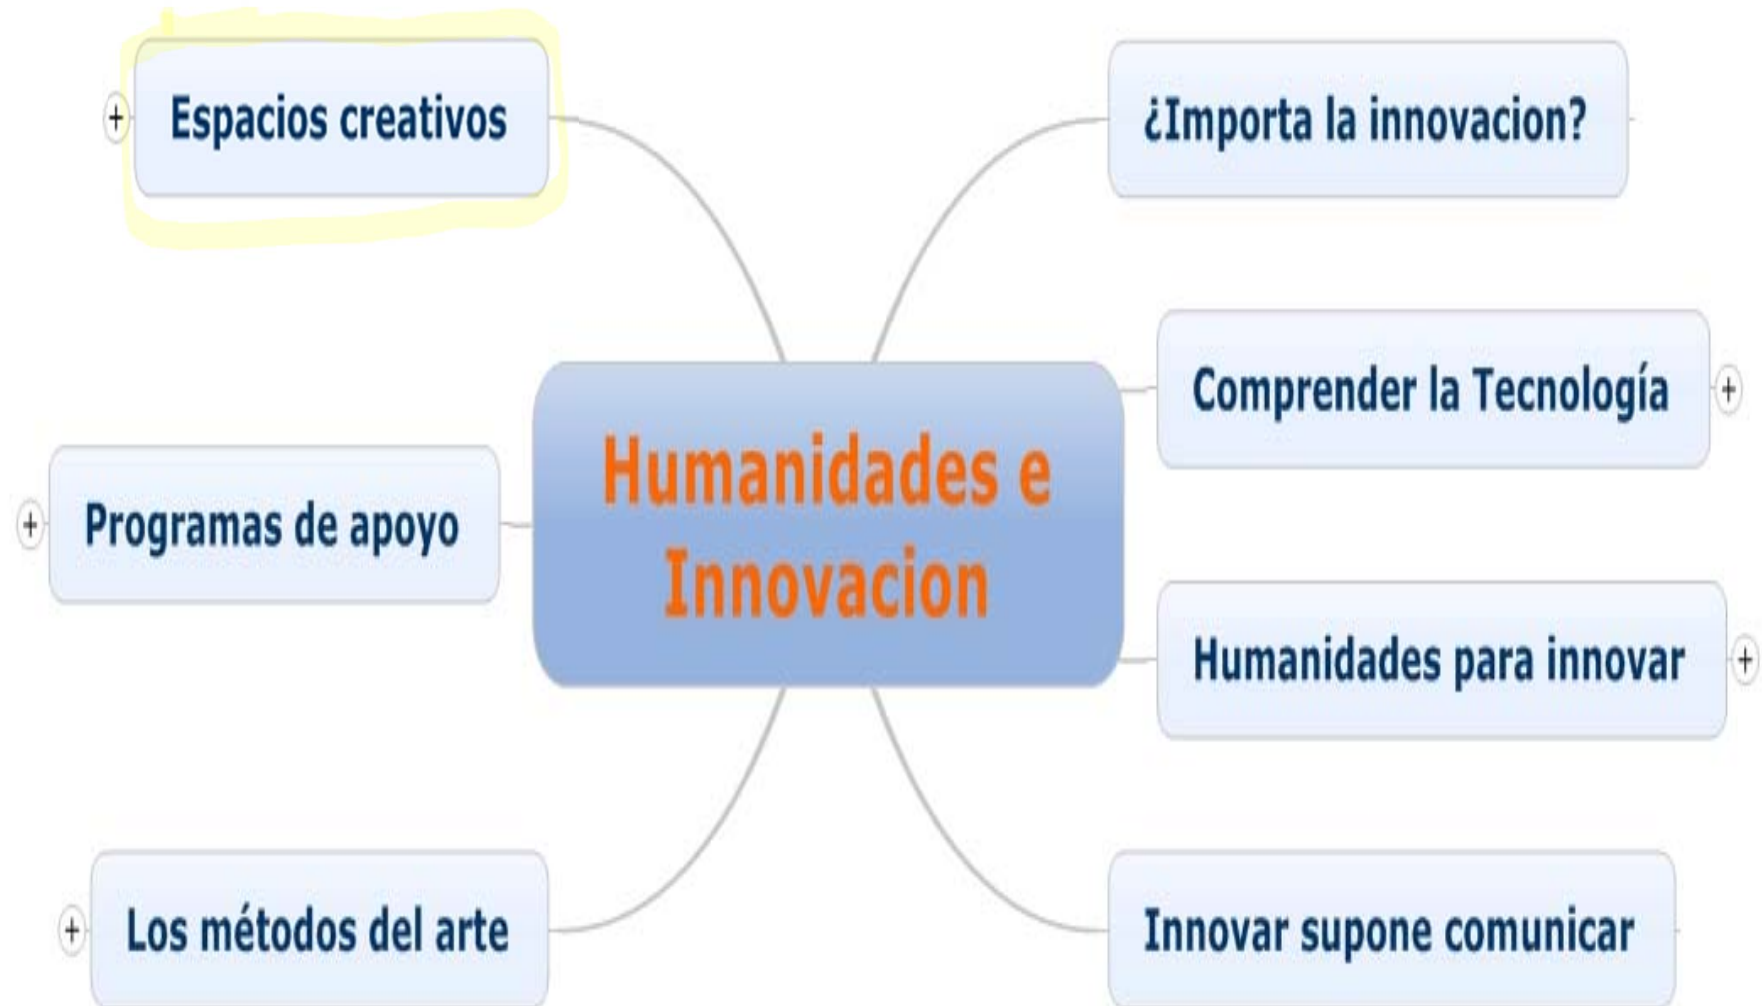 Espacios creativos
¿Importa la innovacion?
Comprender la Tecnología
Humanidades e
Innovacion
Programas de apoyo
Humanidades para innovar
Los métodos del arte
Innovar supone comunicar